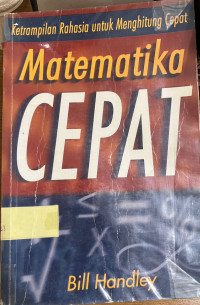 Ketrampilan Rahasia untuk Menghitung Cepat
Matematika
CEPAT
Bill Handley